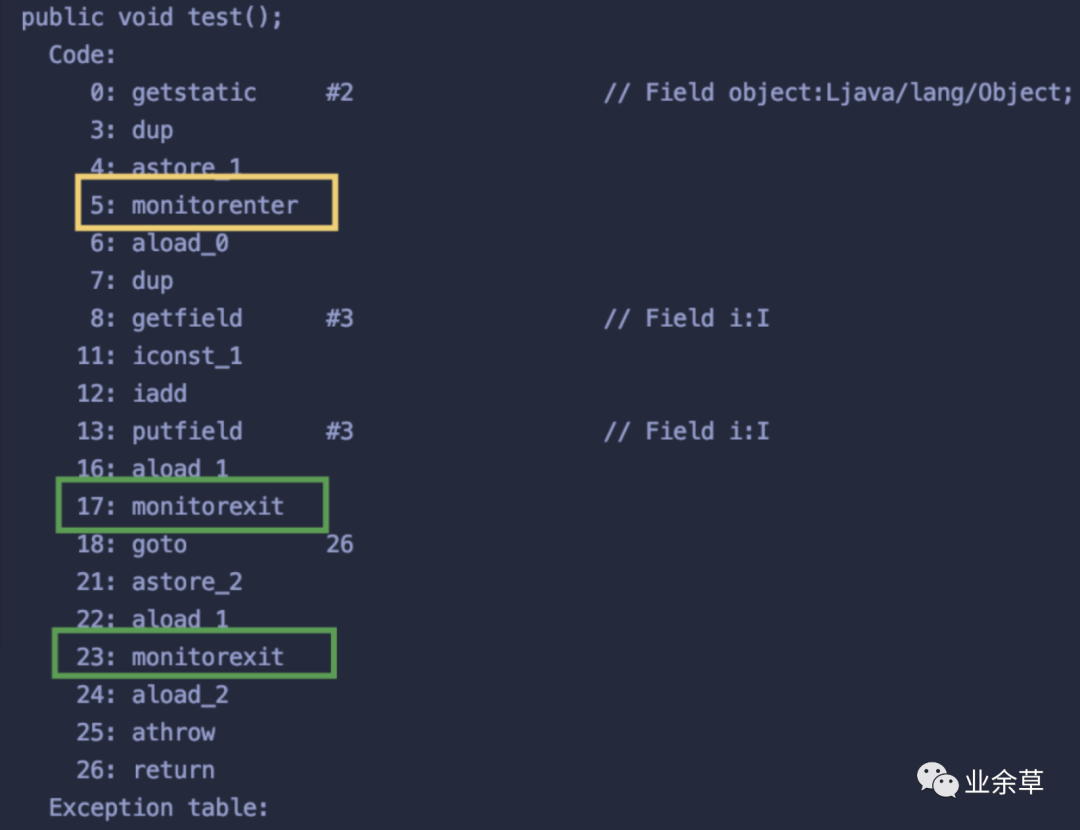 public void test();
Code:
0: getstatic #2 // Field object:Ljava/lang/Object;
3: dup
4: astore_1
5: monitorenter
6: aload_0
7: dup
8: getfield #3 // Field i:I
11: iconst_1
12: iadd
13: putfield #3 // Field i:I
16: aload_1
17: monitorexit
18: goto 26
21: astore_2
22: aload_1
23: monitorexit
24: aload_2
25: athrow
26: return
Exception table:
业余草